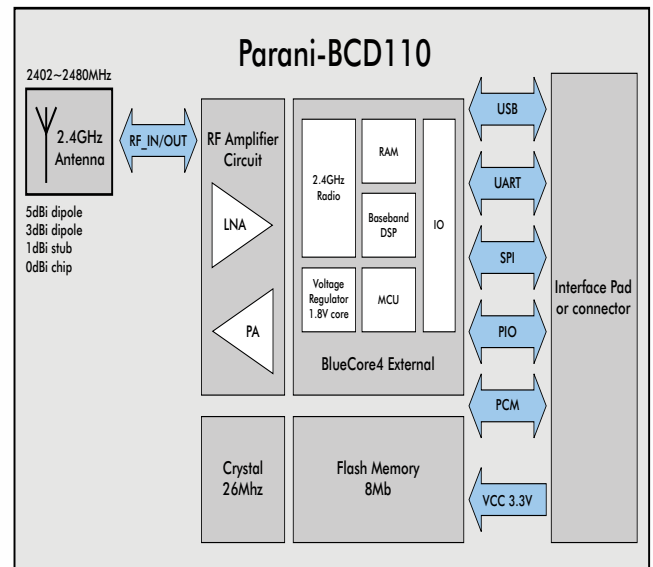 Parani-BCD110
2402~2480MHz
2.4GHz
Antenna
5dBi dipole
3dBi dipole
1dBi stub
0dBi chip
RF_IN/OUT
RF Amplifier
Circuit
LNA
PA
2.4GHz
Radio
RAM
Baseband
DSP
IO
Voltage
Regulator
1.8V core
MCU
BlueCore4 External
Crystal
26Mhz
Flash Memory
8Mb
USB
UART
SPI
PIO
PCM
VCC 3.3V
Interface Pad
or connector